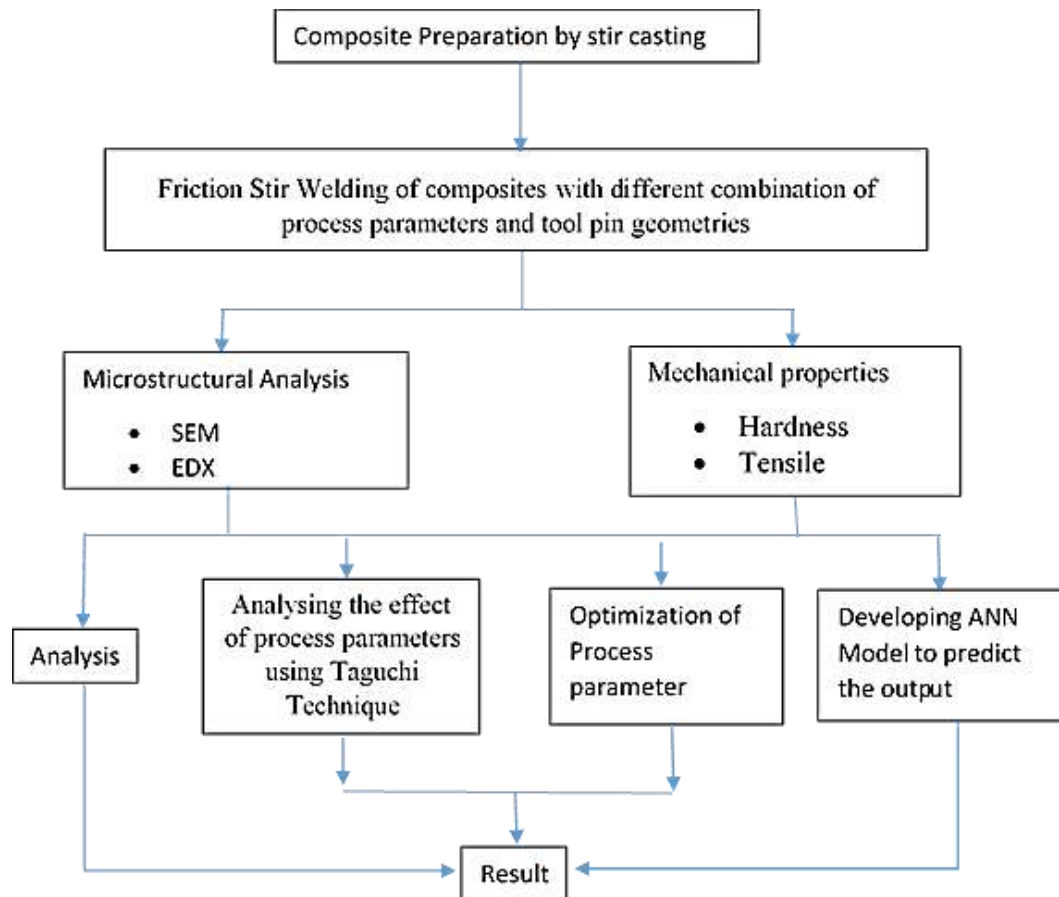 Composite Preparation by stir casting
Friction Stir Welding of composites with different combination of
process parameters and tool pin geometries
Microstructural Analysis
• SEM
• EDX
Mechanical properties
• Hardness
• Tensile
Analysis
Analysing the effect
of process parameters
using Taguchi
Technique
Optimization of
Process
parameter
Developing ANN
Model to predict
the output
Result